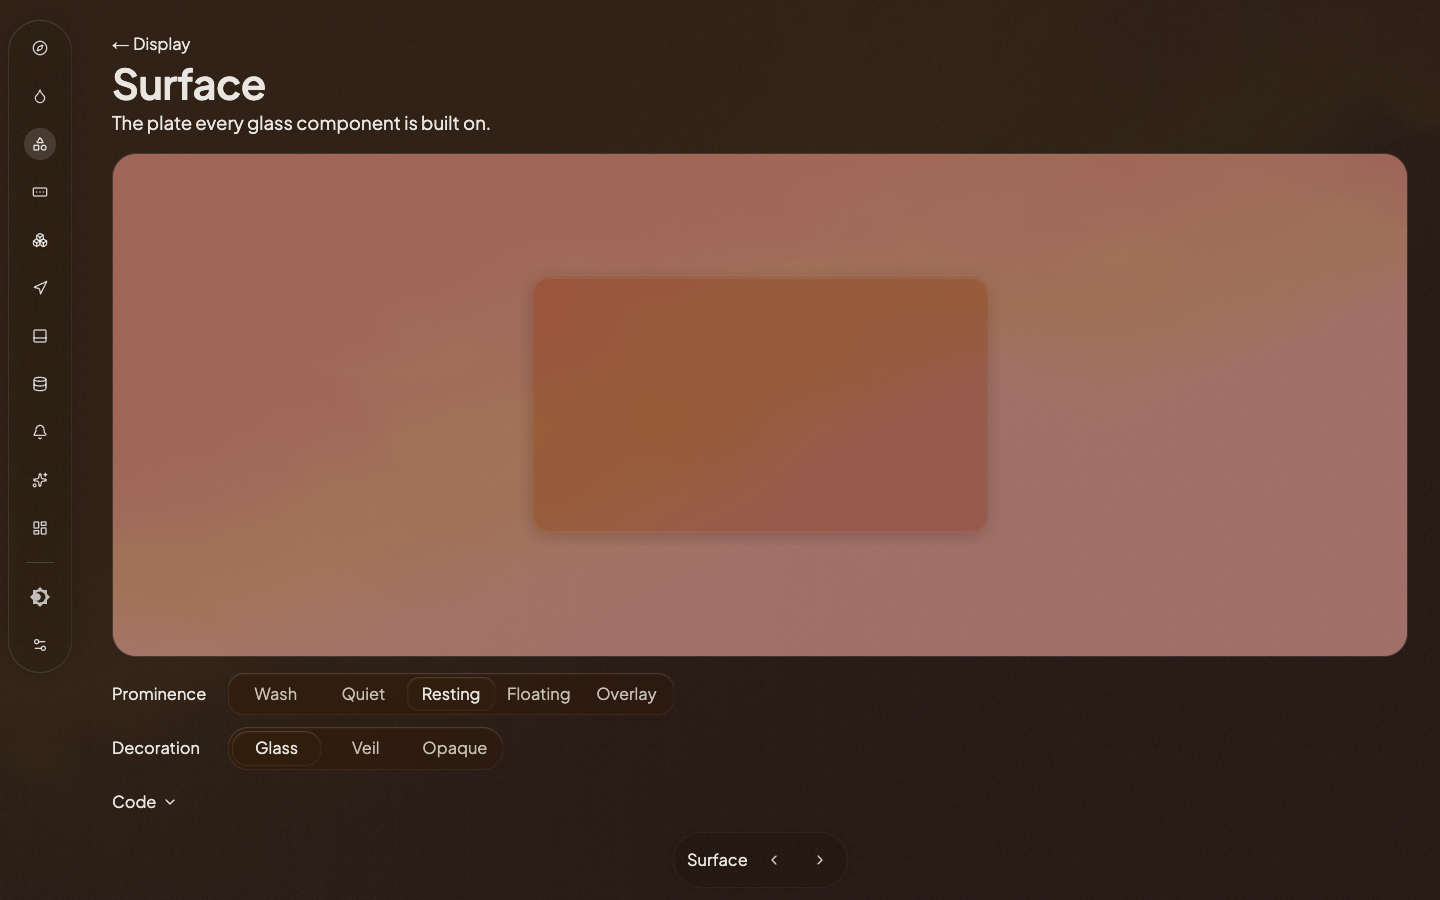 ← Display
Surface
The plate every glass component is built on.
Prominence Wash Quiet Resting Floating Overlay
Decoration Glass Veil Opaque
Code
Surface